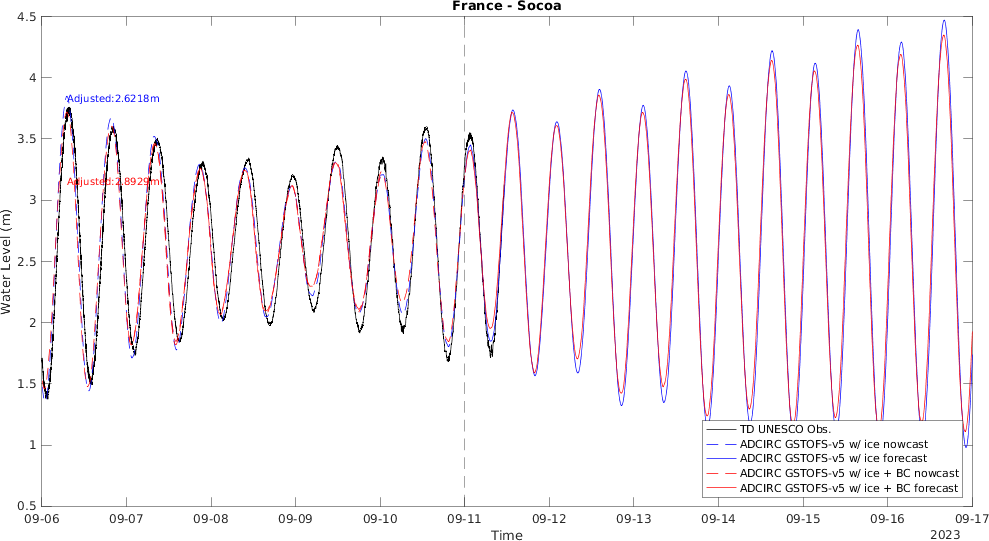 France - Socoa
4.5
4
3.5
3
2.5
2
1.5
1
0.5
Water Level (m)
Adjusted:2.6218m
Adjusted:2.8929m
TD UNESCO Obs.
ADCIRC GSTOFS-v5 w/ ice nowcast
ADCIRC GSTOFS-v5 w/ ice forecast
ADCIRC GSTOFS-v5 w/ ice + BC nowcast
ADCIRC GSTOFS-v5 w/ ice + BC forecast
09-06 09-07 09-08 09-09 09-10 09-11 09-12 09-13 09-14 09-15 09-16 09-17
Time
2023